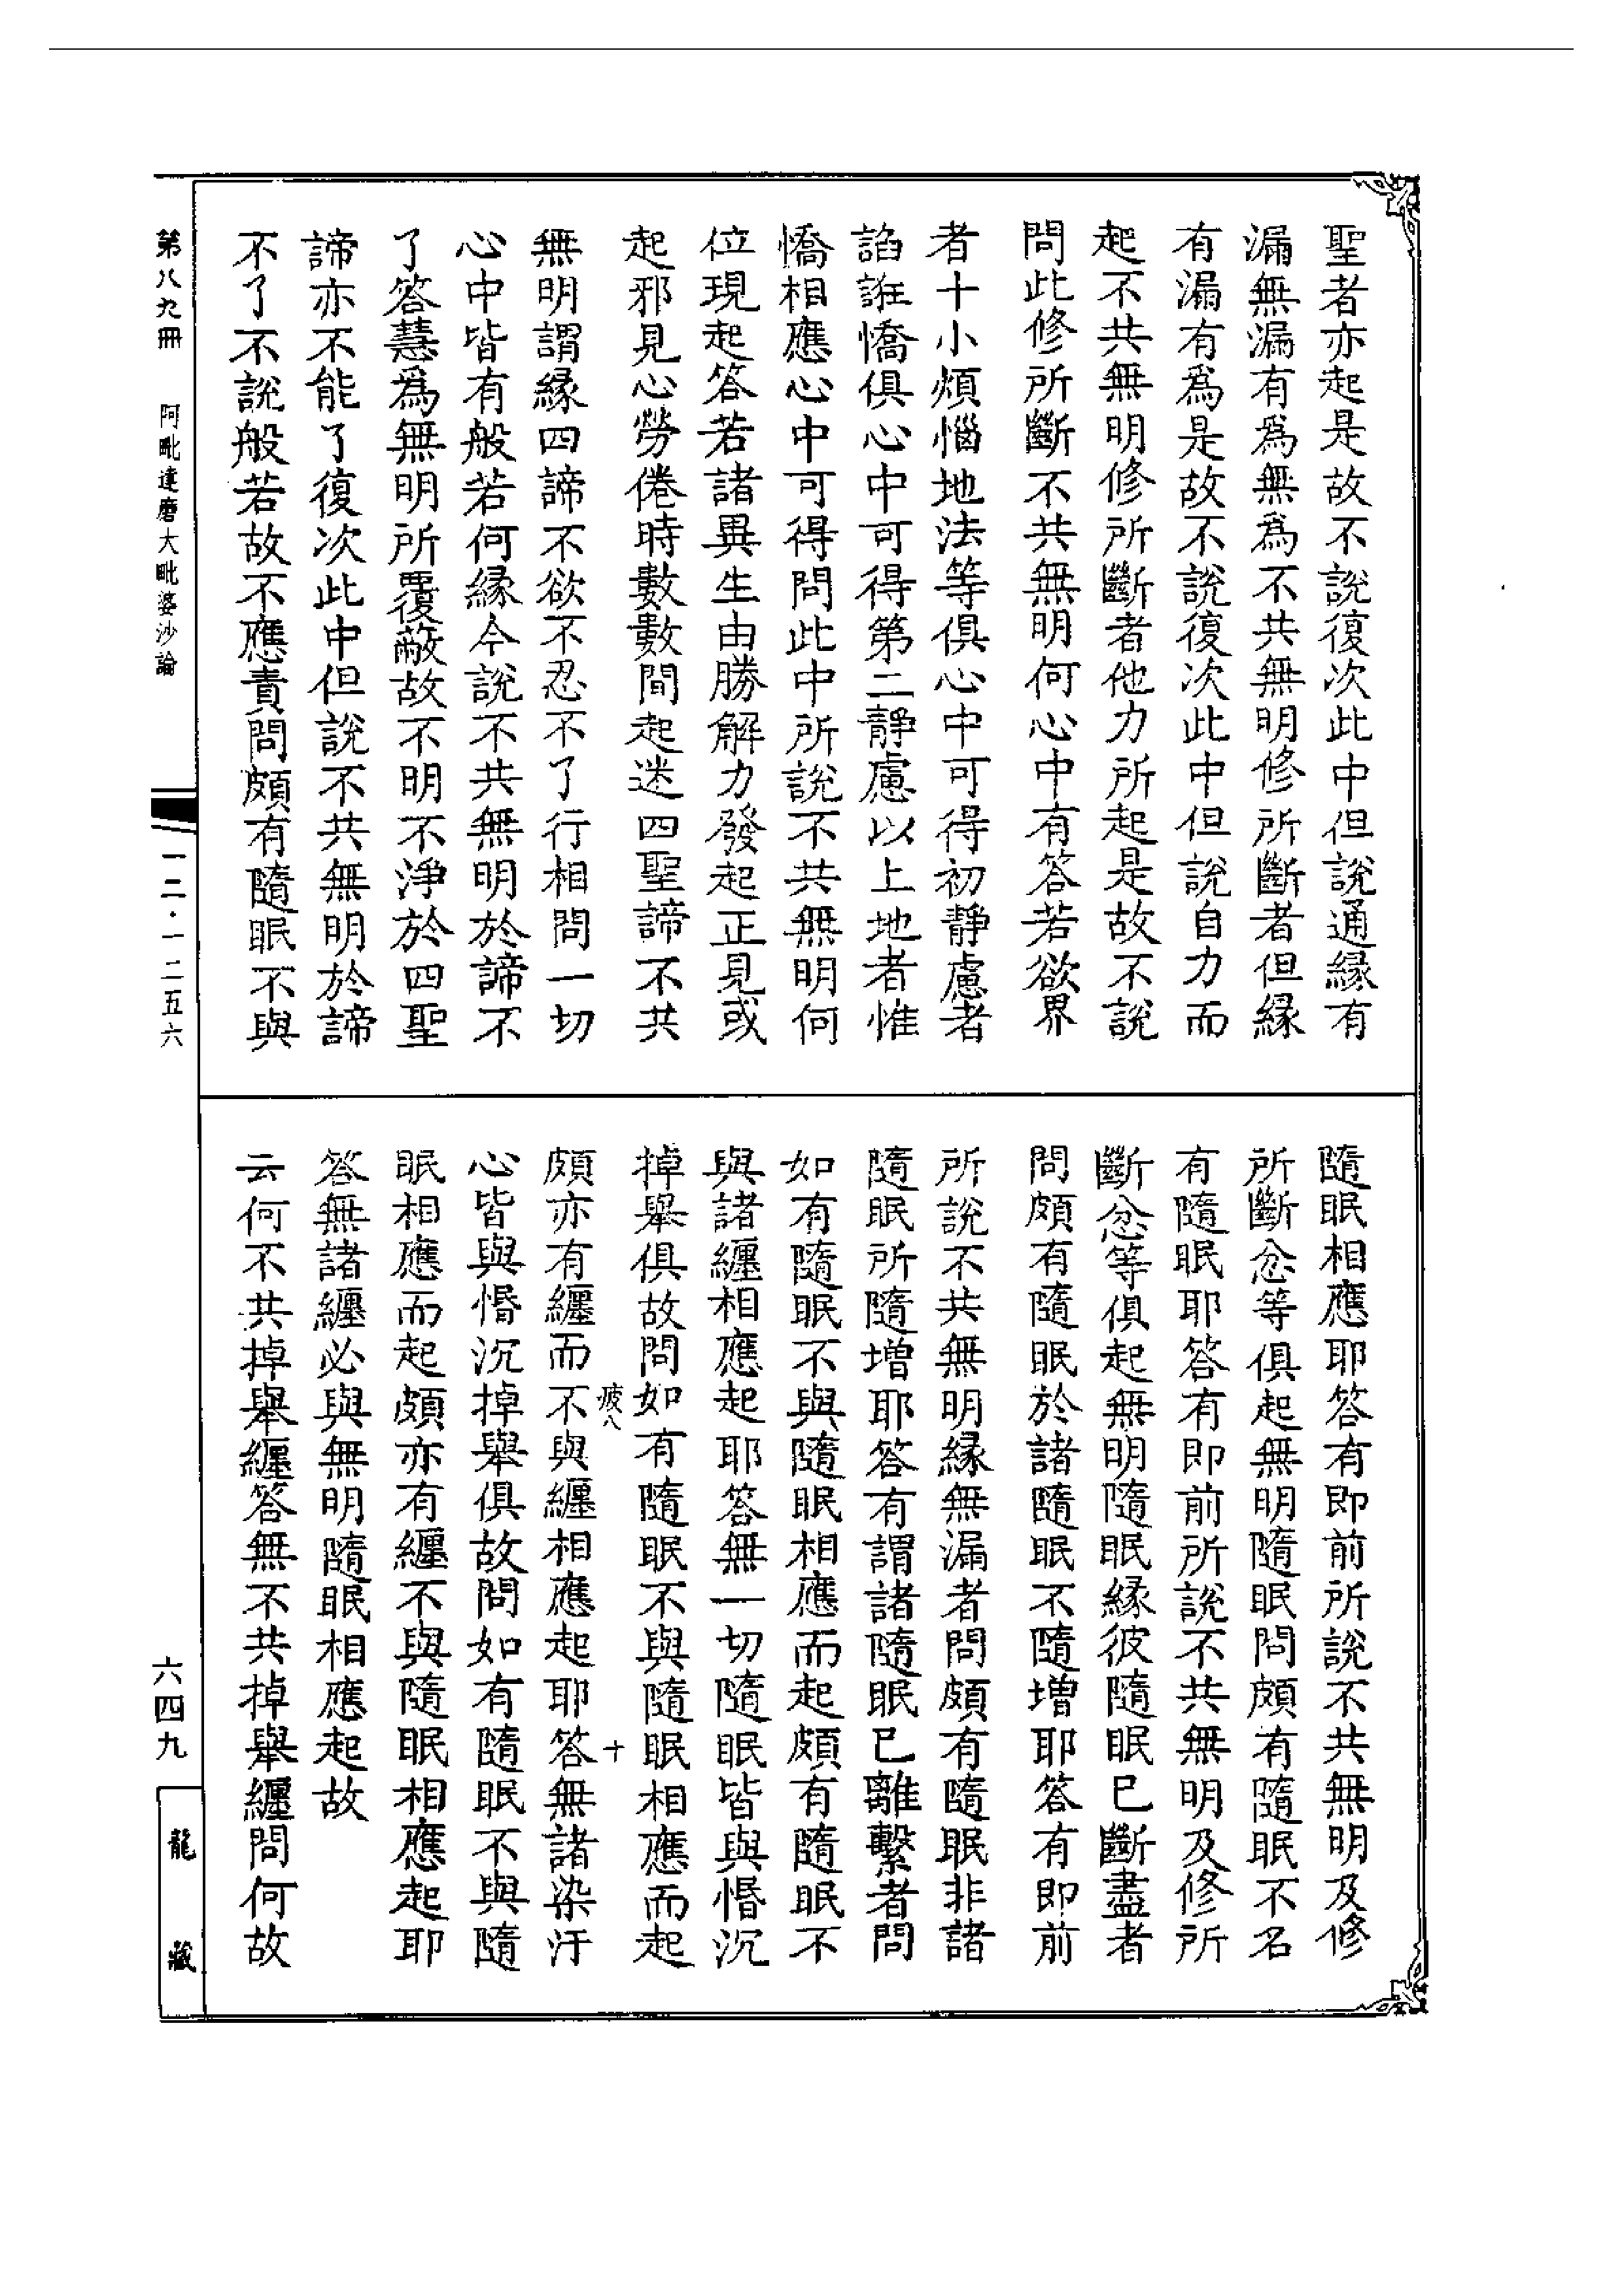 聖者亦起是故不說復次此中但說通緣有
漏無漏有爲無爲不共無明修所斷者但緣
有漏有爲是故不說復次此中但說自力而
起不共無明修所斷者他力所起是故不說
問此修所斷不共無明何心中有答若欲界
者十小煩惱地法等俱心中可得初靜慮者
諂誑憍俱心中可得第二靜慮以上地者惟
憍相應心中可得問此中所說不共無明何
位現起答若諸異生由勝解力發起正見或
起邪見心勞倦時數數間起迷四聖諦不共
無明謂緣四諦不欲不忍不了行相問一切
心中皆有般若何緣今說不共無明於諦不
了答慧爲無明所覆蔽故不明不淨於四聖
諦亦不能了復次此中但說不共無明於諦
不了不說般若故不應責問頗有隨眠不與
隨眠相應耶答有即前所說不共無明及修
所斷忿等俱起無明隨眠問頗有隨眠不名
有隨眠耶答有即前所說不共無明及修所
斷忿等俱起無明隨眠緣彼隨眠已斷盡者
問頗有隨眠於諸隨眠不隨增耶答有即前
所說不共無明緣無漏者問頗有隨眠非諸
隨眠所隨增耶答有謂諸隨眠已離繫者問
如有隨眠不與隨眠相應而起頗有隨眠不
與諸纏相應起耶答無一切隨眠皆與惛沉
掉舉俱故問如有隨眠不與隨眠相應而起
疲八
十
頗亦有纏而不與纏相應起耶答無諸染汙
心皆與惛沉掉舉俱故問如有隨眠不與隨
眠相應而起頗亦有纏不與隨眠相應起耶
答無諸纏必與無明隨眠相應起故
云何不共掉舉纏答無不共掉舉纏問何故
第八九冊
阿毗達磨大毗婆沙論
一二·一二五六
六四九
龍藏